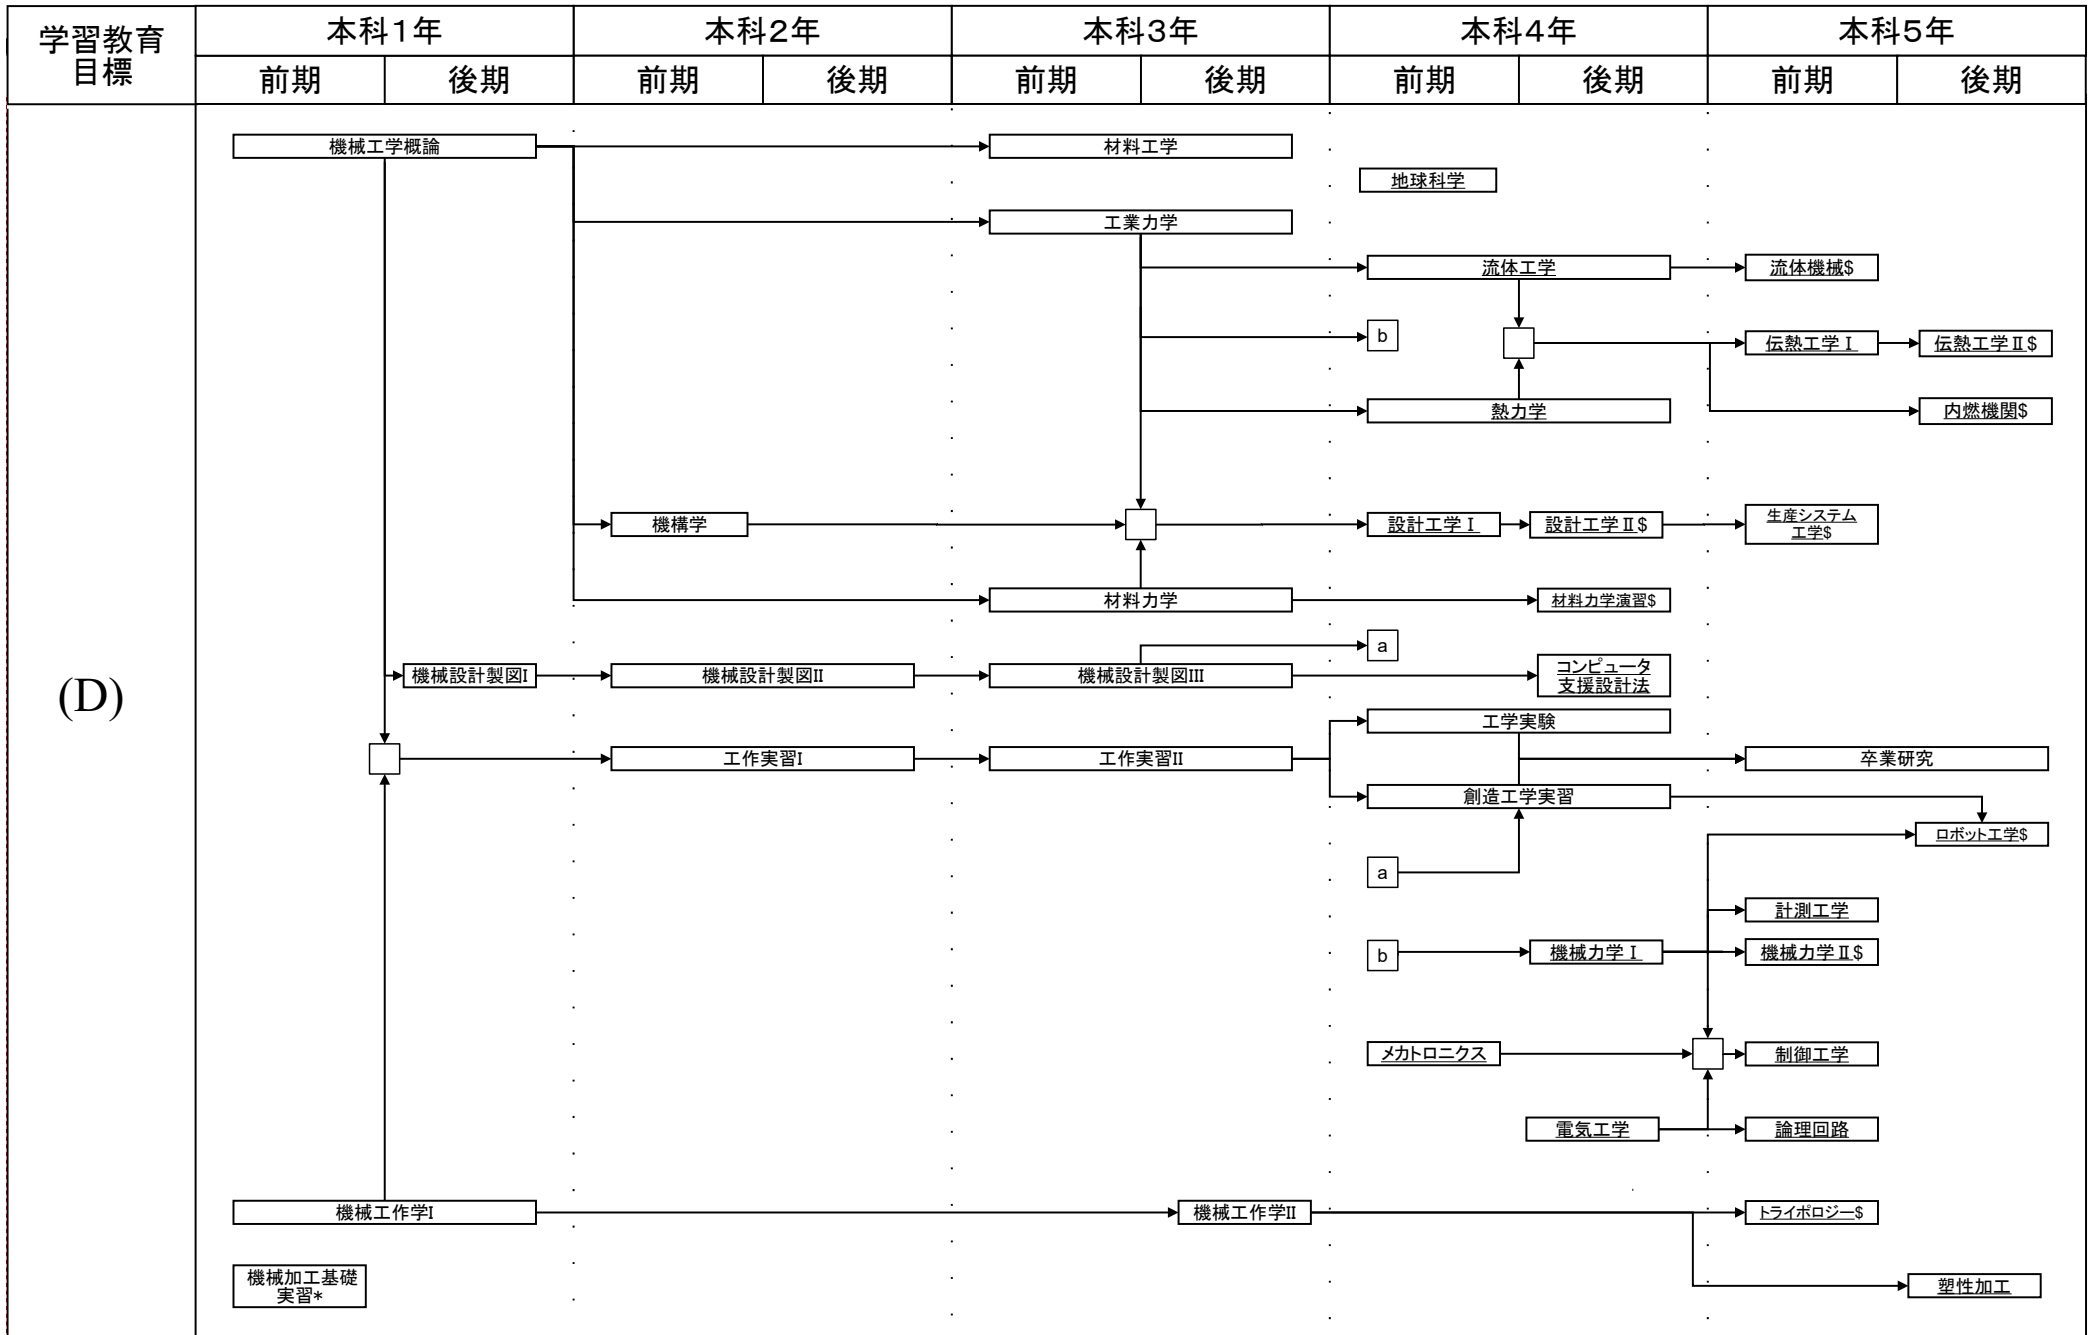 学習教育
目標
本科1年
本科2年
本科3年
本科4年
本科5年
前期
後期
前期
後期
前期
後期
前期
後期
前期
後期
(D)
機械工学概論
材料工学
地球科学
工業力学
流体工学
流体機械$
b
伝熱工学Ⅰ
伝熱工学Ⅱ$
熱力学
内燃機関$
機構学
設計工学Ⅰ
設計工学Ⅱ$
生産システム
工学$
材料力学
材料力学演習$
a
機械設計製図I
機械設計製図II
機械設計製図III
コンピュータ
支援設計法
工学実験
工作実習I
工作実習II
卒業研究
創造工学実習
ロボット工学$
a
計測工学
b
機械力学Ⅰ
機械力学Ⅱ$
メカトロニクス
制御工学
電気工学
論理回路
機械工作学I
機械工作学II
トライポロジー$
機械加工基礎
実習*
塑性加工